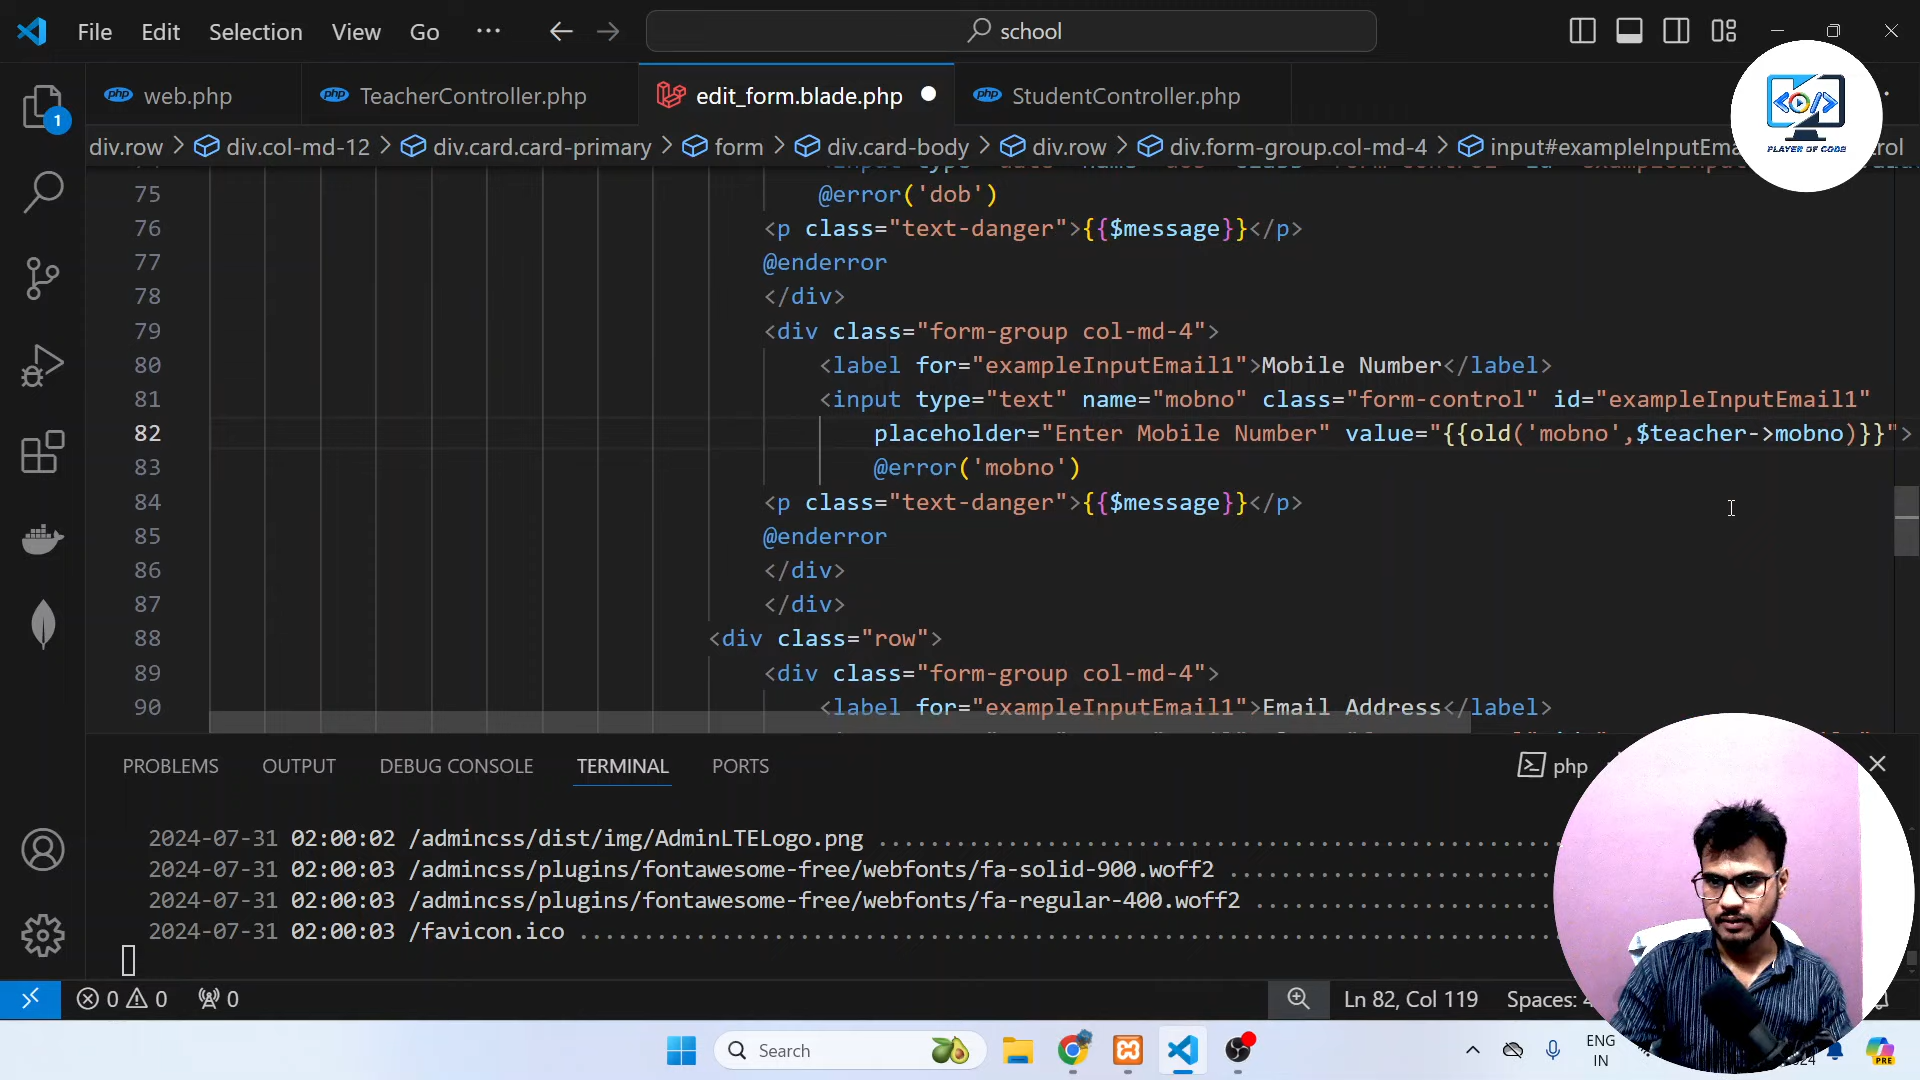 File Edit Selection View Go ... school
web.php TeacherController.php edit_form.blade.php StudentController.php
PLAYER OF CODE
div.row > div.col-md-12 > div.card.card-primary > form > div.card-body > div.row > div.form-group.col-md-4 >
75 @error('dob')
76 <p class="text-danger">{{$message}}</p>
77 @enderror
78 </div>
79 <div class="form-group col-md-4">
80 <label for="exampleInputEmail1">Mobile Number</label>
81 <input type="text" name="mobno" class="form-control" id="exampleInputEmail1"
82 placeholder="Enter Mobile Number" value="{{old('mobno',$teacher->mobno)}}">
83 @error('mobno')
84 <p class="text-danger">{{$message}}</p>
85 @enderror
86 </div>
87 </div>
88 <div class="row">
89 <div class="form-group col-md-4">
90 <label for="exampleInputEmail1">Email Address</label>
1
PROBLEMS OUTPUT DEBUG CONSOLE TERMINAL PORTS php
2024-07-31 02:00:02 /admincss/dist/img/AdminLTELogo.png
2024-07-31 02:00:03 /admincss/plugins/fontawesome-free/webfonts/fa-solid-900.woff2
2024-07-31 02:00:03 /admincss/plugins/fontawesome-free/webfonts/fa-regular-400.woff2
2024-07-31 02:00:03 /favicon.ico
0 0 0 Ln 82, Col 119 Spaces:
Search ENG
IN
PRE